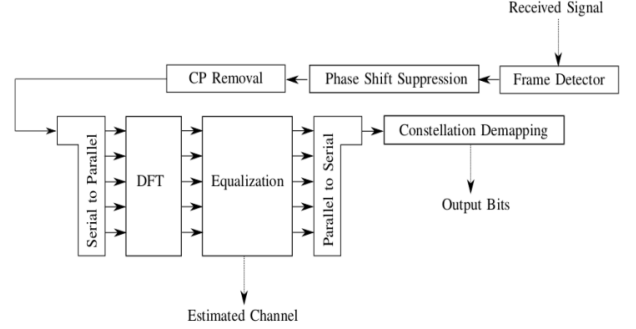 Received Signal
CP Removal
Phase Shift Suppression
Frame Detector
Serial to Parallel
DFT
Equalization
Parallel to Serial
Constellation Demapping
Output Bits
Estimated Channel